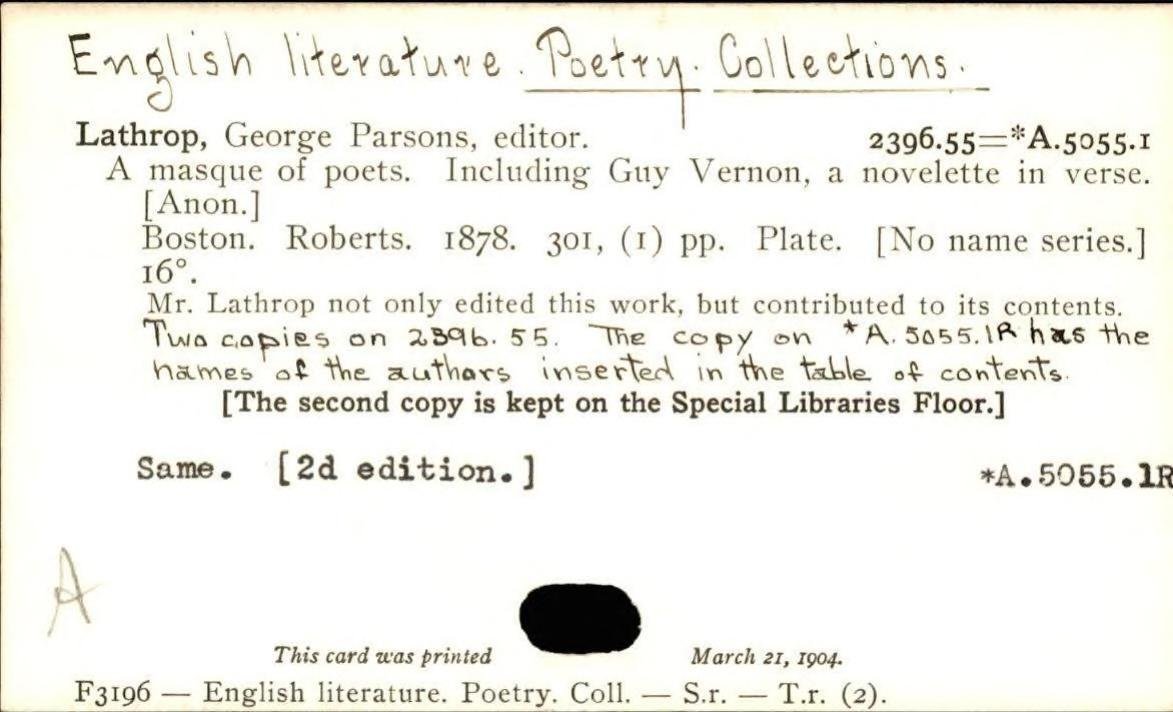 English literature. Poetry. Collections.
Lathrop, George Parsons, editor. 2396.55=*A.5055.1
A masque of poets. Including Guy Vernon, a novelette in verse.
[Anon.]
Boston. Roberts. 1878. 301, (1) pp. Plate. [No name series.]
16°.
Mr. Lathrop not only edited this work, but contributed to its contents.
Two copies on 2396.55. The copy on *A.5055.1R has the
names of the authors inserted in the table of contents.
[The second copy is kept on the Special Libraries Floor.]
Same. [2d edition.] *A.5055.1R
A
This card was printed March 21, 1904.
F3196 — English literature. Poetry. Coll. — S.r. — T.r. (2).